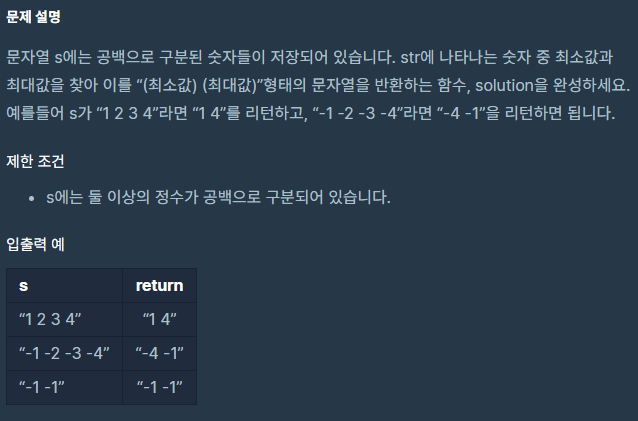 문제 설명
문자열 s에는 공백으로 구분된 숫자들이 저장되어 있습니다. str에 나타나는 숫자 중 최소값과
최대값을 찾아 이를 “(최소값) (최대값)”형태의 문자열을 반환하는 함수, solution을 완성하세요.
예를들어 s가 “1 2 3 4”라면 “1 4”를 리턴하고, “-1 -2 -3 -4”라면 “-4 -1”을 리턴하면 됩니다.
제한 조건
• s에는 둘 이상의 정수가 공백으로 구분되어 있습니다.
입출력 예
s return
“1 2 3 4” “1 4”
“-1 -2 -3 -4” “-4 -1”
“-1 -1” “-1 -1”